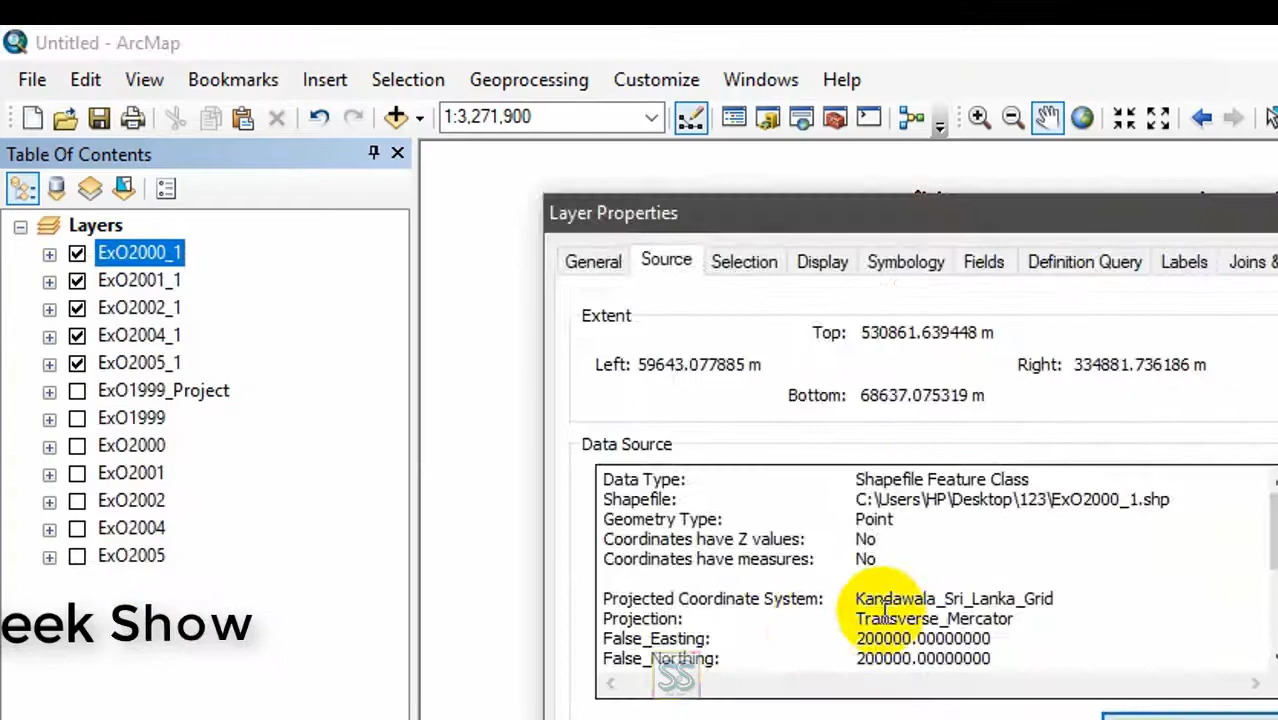 Untitled - ArcMap
File Edit View Bookmarks Insert Selection Geoprocessing Customize Windows Help
1:3,271,900
Table Of Contents
Layers
ExO2000_1
ExO2001_1
ExO2002_1
ExO2004_1
ExO2005_1
ExO1999_Project
ExO1999
ExO2000
ExO2001
ExO2002
ExO2004
ExO2005
eek Show
Layer Properties
General Source Selection Display Symbology Fields Definition Query Labels Joins &
Extent
Top: 530861.639448 m
Left: 59643.077885 m Right: 334881.736186 m
Bottom: 68637.075319 m
Data Source
Data Type: Shapefile Feature Class
Shapefile: C:\Users\HP\Desktop\123\ExO2000_1.shp
Geometry Type: Point
Coordinates have Z values: No
Coordinates have measures: No
Projected Coordinate System: Kandawala_Sri_Lanka_Grid
Projection: Transverse_Mercator
False_Easting: 200000.00000000
False_Northing: 200000.00000000
SS